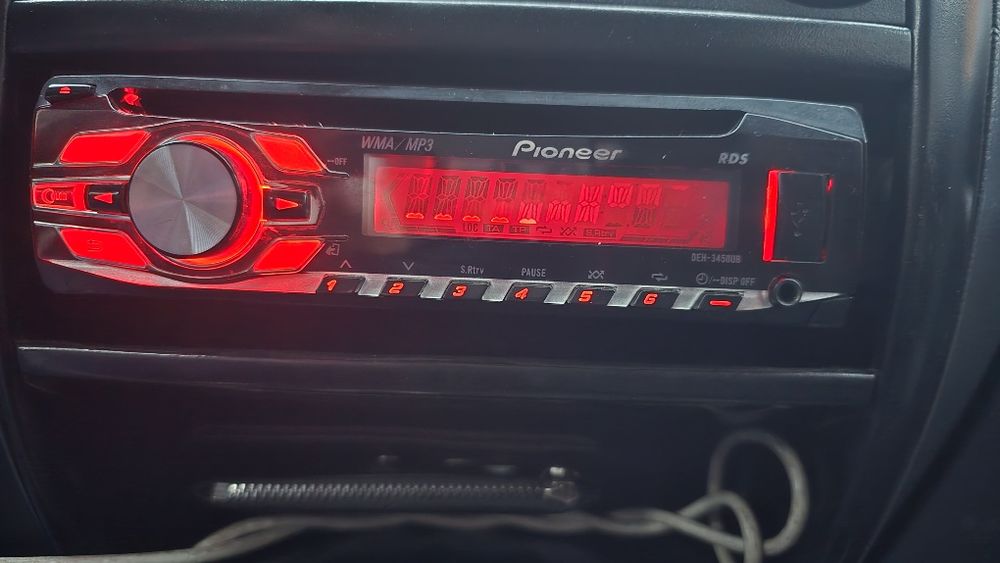 WMA/MP3
Pioneer
RDS
OFF
LOC TA TP S.Rtrv
DEH-3450UB
S.Rtrv PAUSE DISP OFF
1 2 3 4 5 6